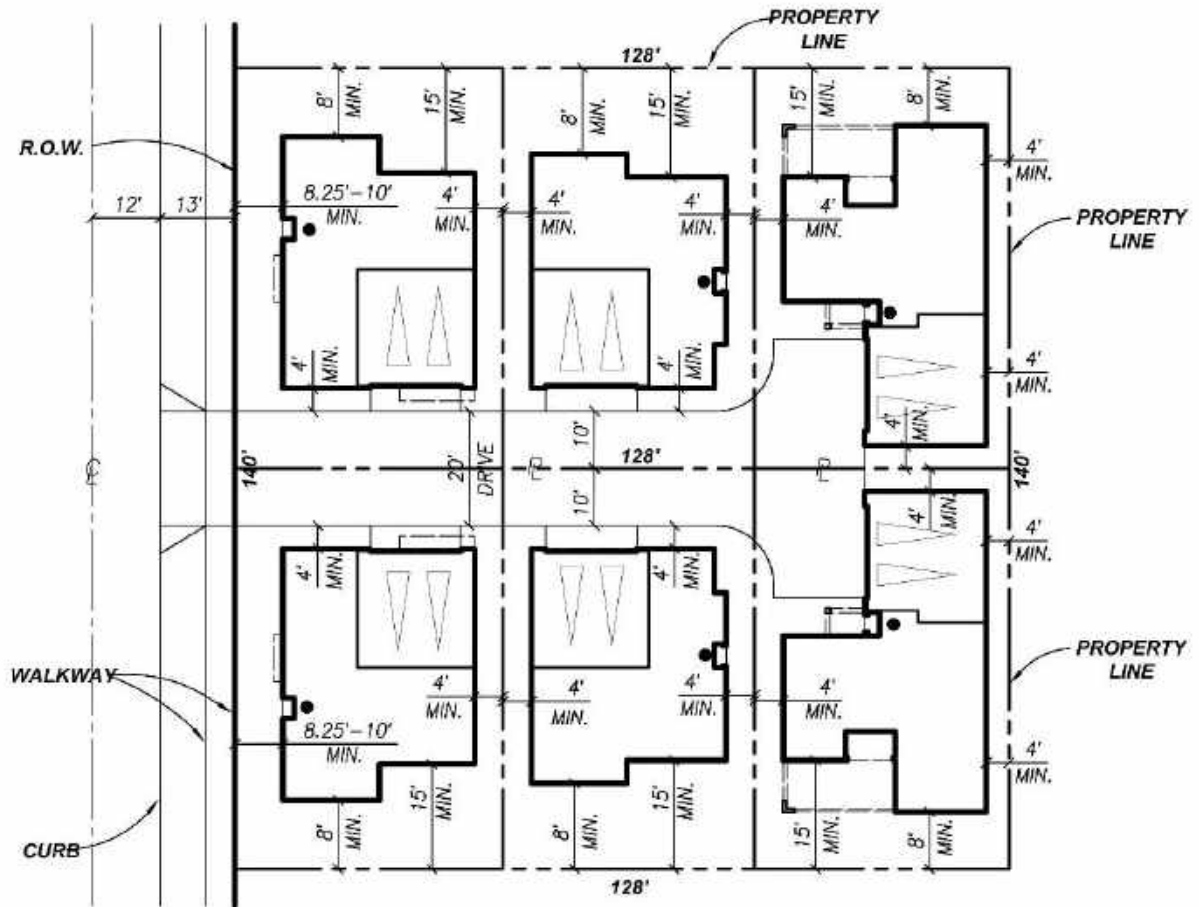 PROPERTY
LINE
128'
8'
MIN.
15'
MIN.
8'
MIN.
15'
MIN.
15'
MIN.
8'
MIN.
R.O.W.
4'
MIN.
12'
13'
8.25'-10'
MIN.
4'
MIN.
4'
MIN.
4'
MIN.
4'
MIN.
PROPERTY
LINE
4'
MIN.
4'
MIN.
4'
MIN.
4'
MIN.
4'
MIN.
140'
20'
DRIVE
10'
128'
10'
140'
4'
MIN.
4'
MIN.
4'
MIN.
4'
MIN.
WALKWAY
4'
MIN.
4'
MIN.
4'
MIN.
4'
MIN.
PROPERTY
LINE
8.25'-10'
MIN.
4'
MIN.
8'
MIN.
15'
MIN.
8'
MIN.
15'
MIN.
15'
MIN.
8'
MIN.
CURB
128'